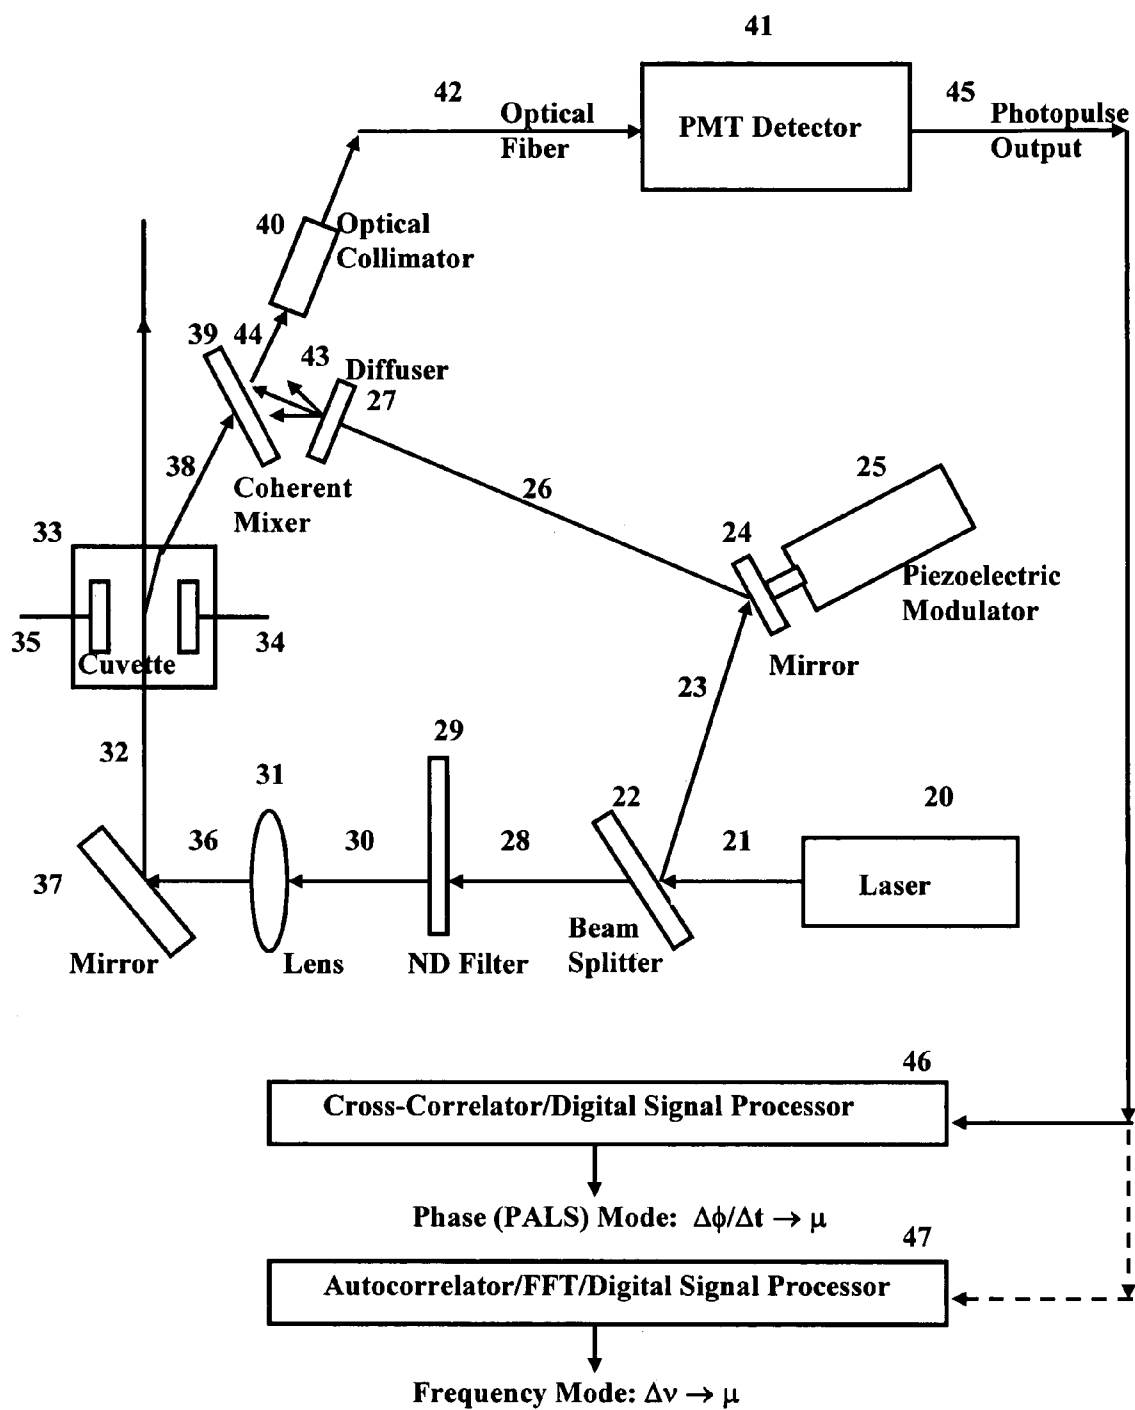 41
42
Optical
Fiber
PMT Detector
45
Photopulse
Output
40
Optical
Collimator
39
44
43
Diffuser
27
38
Coherent
Mixer
26
25
24
Piezoelectric
Modulator
Mirror
33
35
34
Cuvette
23
32
29
31
22
20
36
30
28
21
37
Laser
Mirror
Lens
ND Filter
Beam
Splitter
46
Cross-Correlator/Digital Signal Processor
Phase (PALS) Mode: Δϕ/Δt → μ
47
Autocorrelator/FFT/Digital Signal Processor
Frequency Mode: Δν → μ